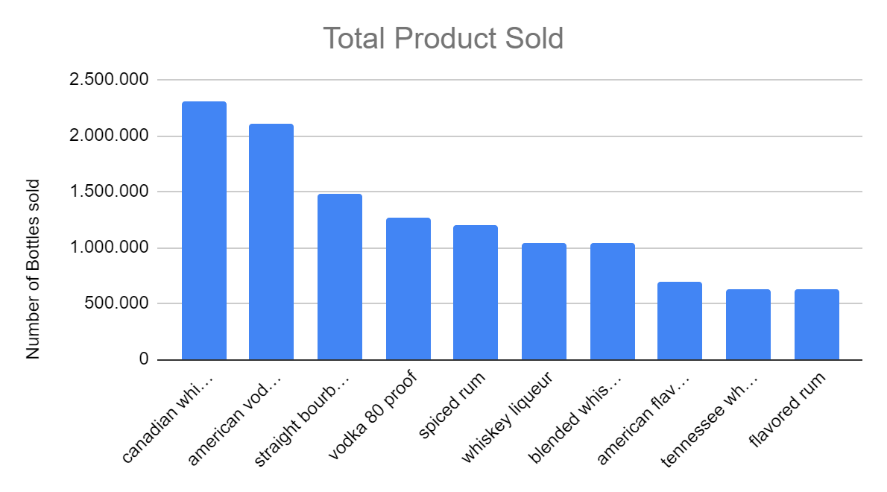 Total Product Sold
Number of Bottles sold
2.500.000
2.000.000
1.500.000
1.000.000
500.000
0
canadian whi…
american vod…
straight bourb…
vodka 80 proof
spiced rum
whiskey liqueur
blended whis…
american flav…
tennessee wh…
flavored rum